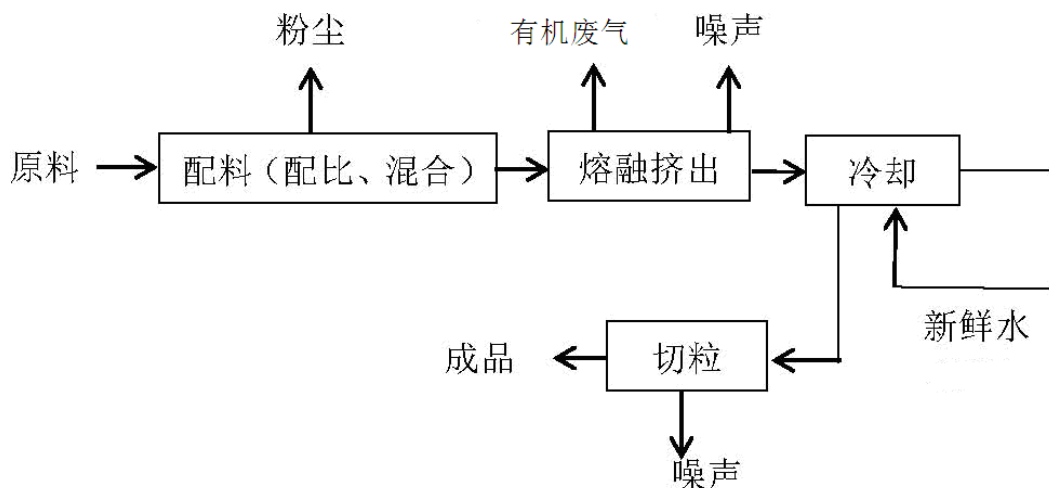 粉尘
有机废气
噪声
原料
配料（配比、混合）
熔融挤出
冷却
新鲜水
成品
切粒
噪声